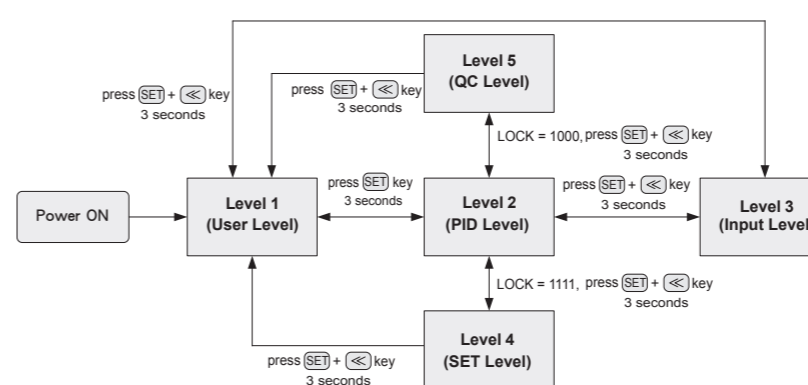 Level 5
(QC Level)
press SET + ≪ key
3 seconds
press SET + ≪ key
3 seconds
LOCK = 1000, press SET + ≪ key
3 seconds
Power ON
Level 1
(User Level)
press SET key
3 seconds
Level 2
(PID Level)
press SET + ≪ key
3 seconds
Level 3
(Input Level
LOCK = 1111, press SET + ≪ key
3 seconds
Level 4
(SET Level)
press SET + ≪ key
3 seconds